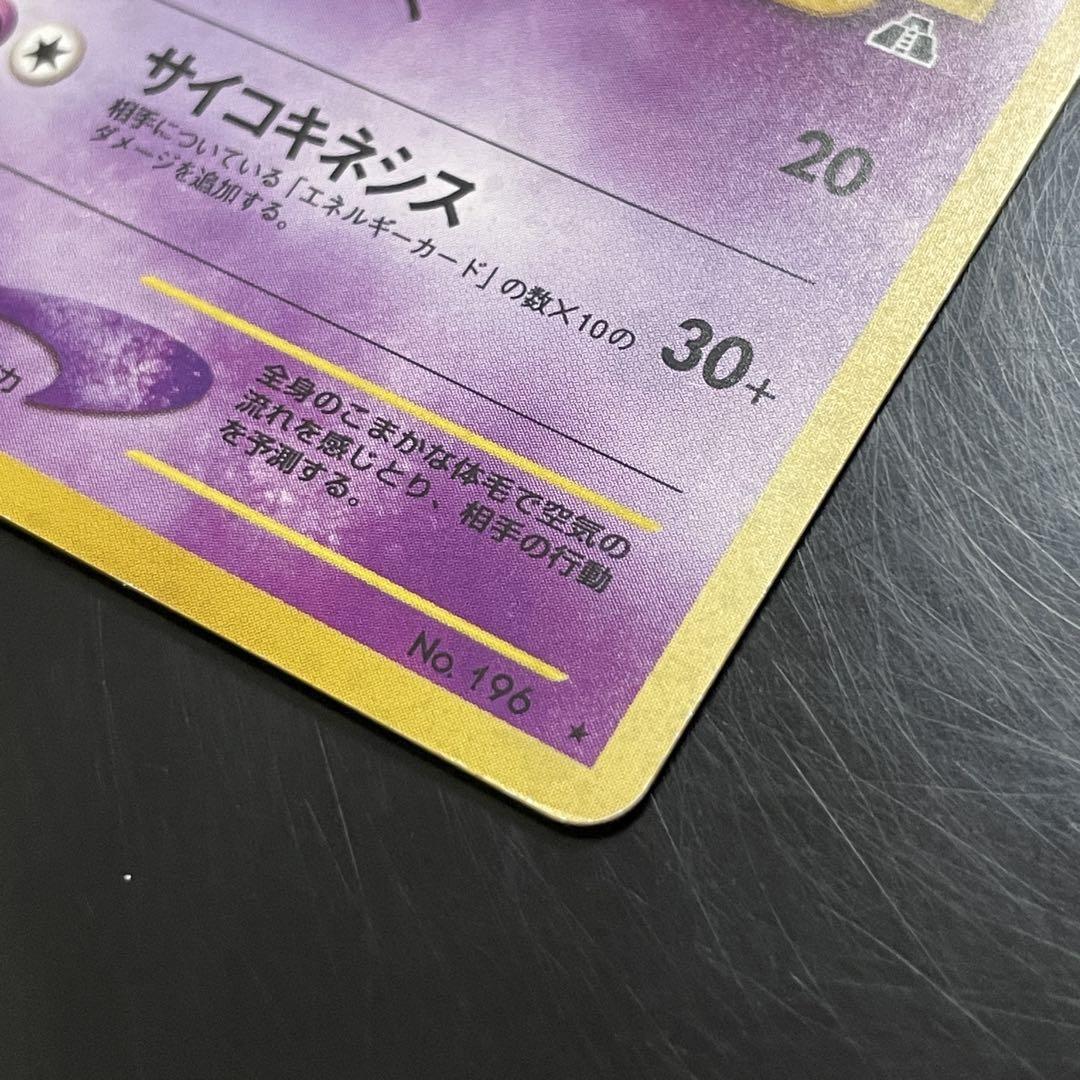 20
サイコキネシス
相手についている「エネルギーカード」の数×10の
ダメージを追加する。
30+
カ
全身のこまかな体毛で空気の
流れを感じとり、相手の行動
を予測する。
No. 196